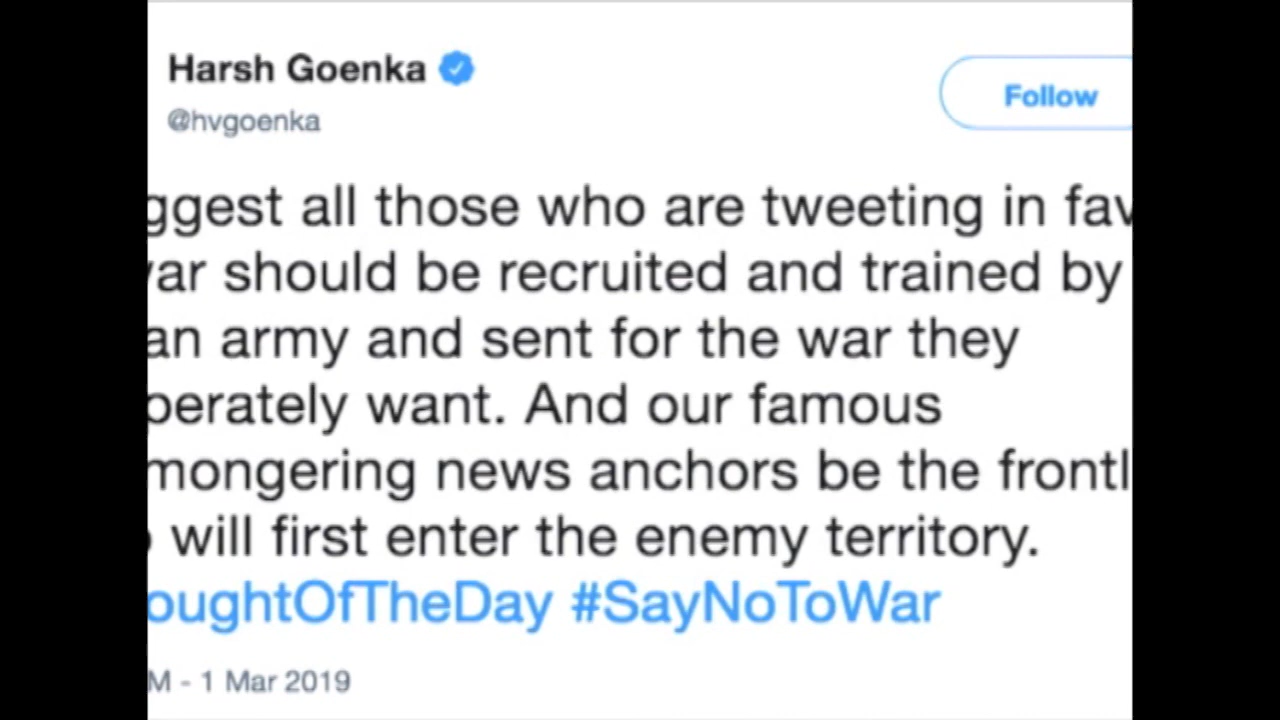 Harsh Goenka
@hvgoenka
Follow
ggest all those who are tweeting in fav
ar should be recruited and trained by
an army and sent for the war they
perately want. And our famous
mongering news anchors be the frontl
will first enter the enemy territory.
oughtOfTheDay #SayNoToWar
M - 1 Mar 2019